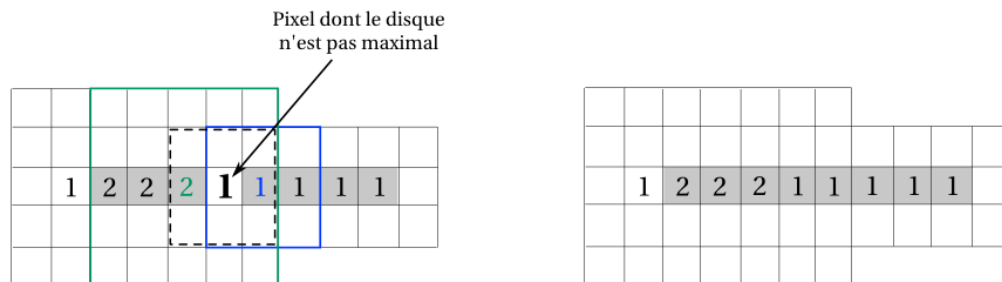 Pixel dont le disque
n'est pas maximal
1 2 2 2 1 1 1 1 1
1 2 2 2 1 1 1 1 1